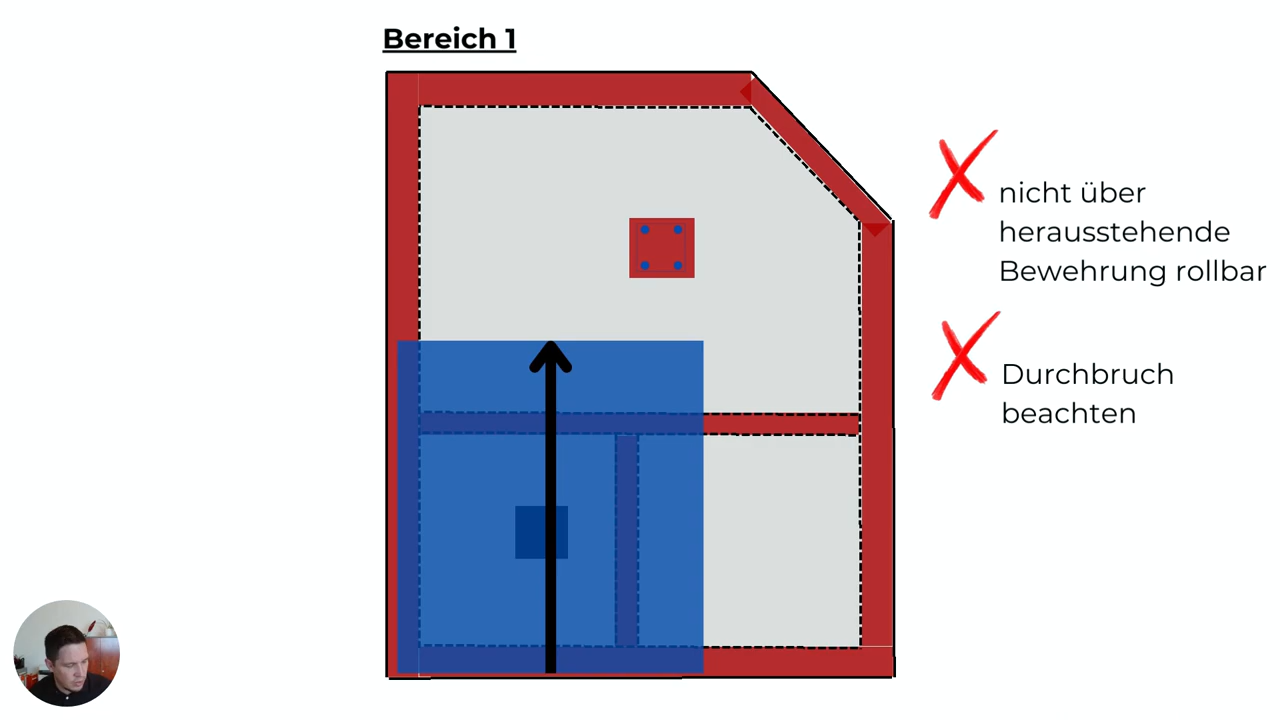 Bereich 1
nicht über
herausstehende
Bewehrung rollbar
Durchbruch
beachten